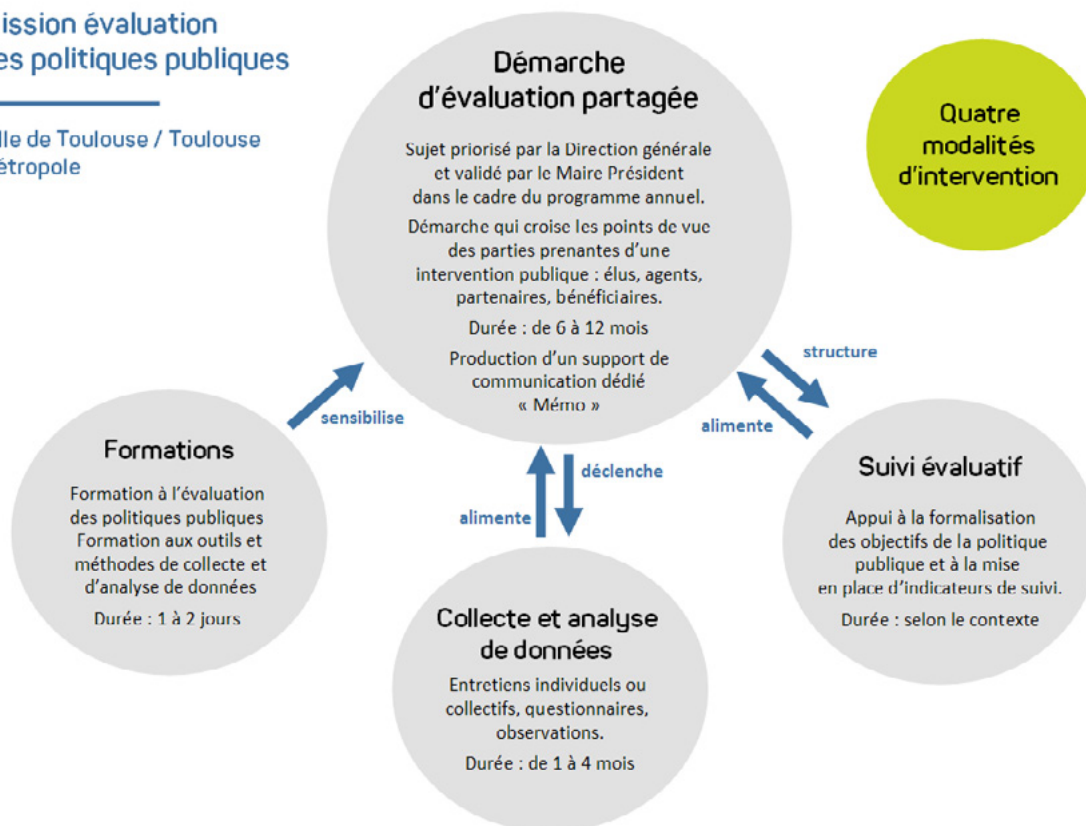 ission évaluation
es politiques publiques
lle de Toulouse / Toulouse
étropole
Démarche
d'évaluation partagée
Sujet priorisé par la Direction générale
et validé par le Maire Président
dans le cadre du programme annuel.
Démarche qui croise les points de vue
des parties prenantes d'une
intervention publique : élus, agents,
partenaires, bénéficiaires.
Durée : de 6 à 12 mois
Production d'un support de
communication dédié
« Mémo »
Quatre
modalités
d'intervention
structure
alimente
sensibilise
déclenche
alimente
Formations
Formation à l'évaluation
des politiques publiques
Formation aux outils et
méthodes de collecte et
d'analyse de données
Durée : 1 à 2 jours
Collecte et analyse
de données
Entretiens individuels ou
collectifs, questionnaires,
observations.
Durée : de 1 à 4 mois
Suivi évaluatif
Appui à la formalisation
des objectifs de la politique
publique et à la mise
en place d'indicateurs de suivi.
Durée : selon le contexte